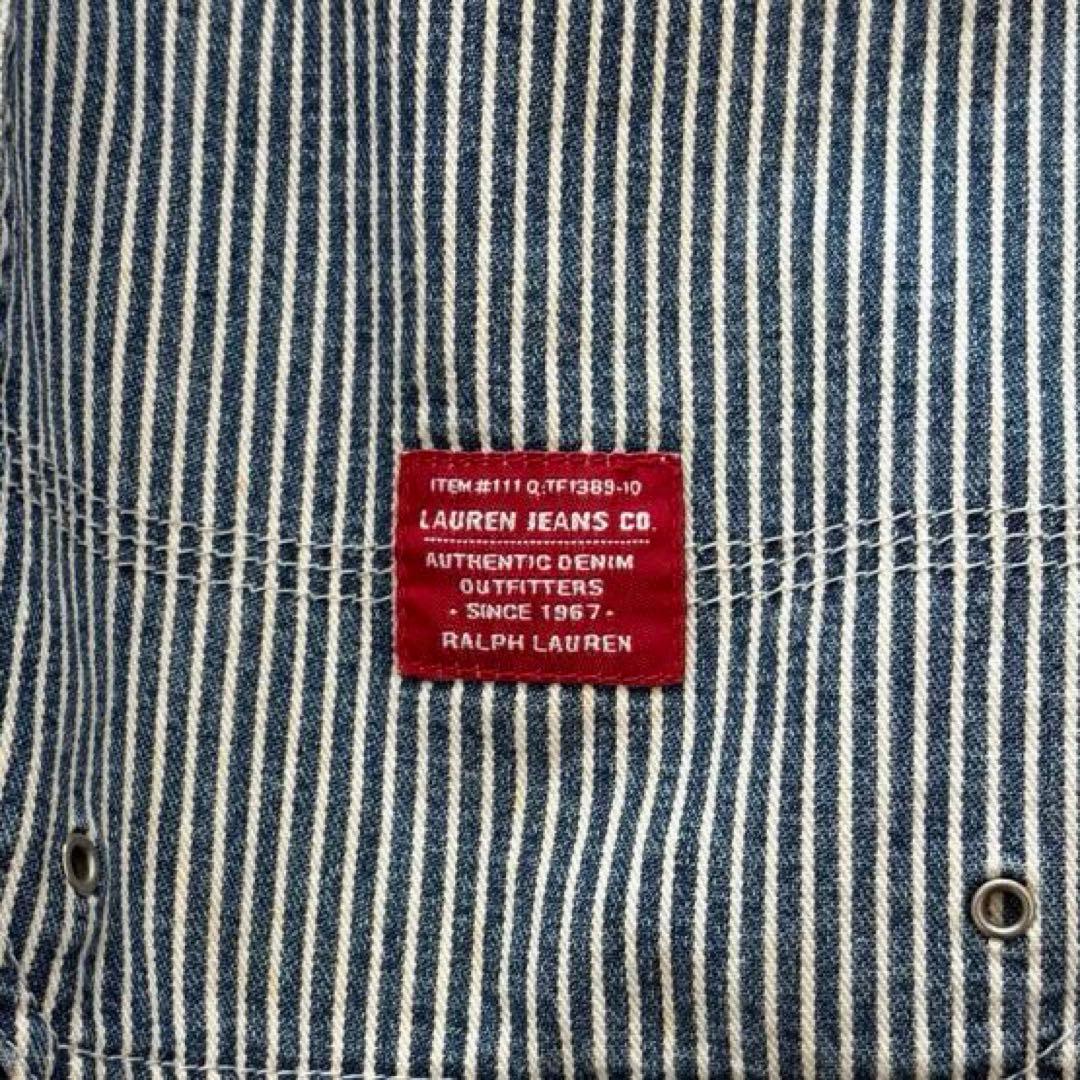 ITEM #111 Q:TF1389-10
LAUREN JEANS CO.
AUTHENTIC DENIM
OUTFITTERS
- SINCE 1967 -
RALPH LAUREN